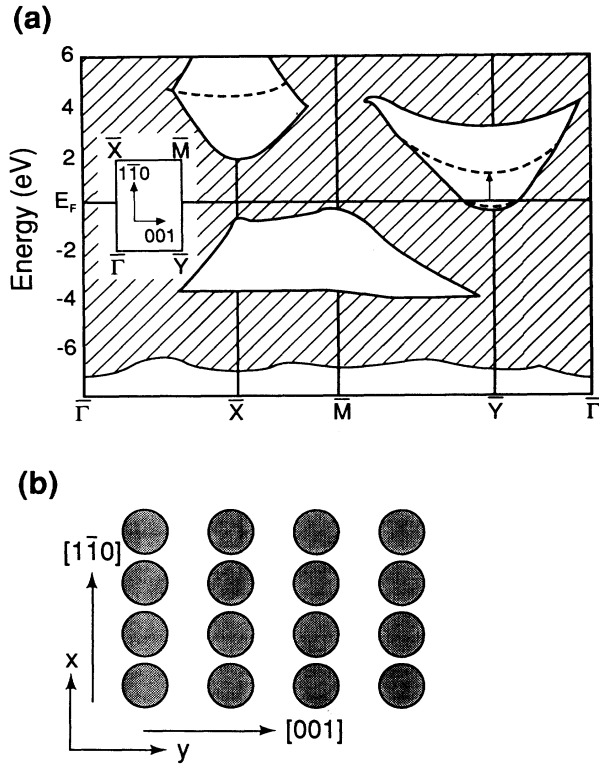 (a)
6
4
2
E_F
-2
-4
-6
Energy (eV)
X̄ M̄
11̄0
001
Γ̄ Ȳ
Γ̄ X̄ M̄ Ȳ Γ̄
(b)
[11̄0]
x
y
[001]